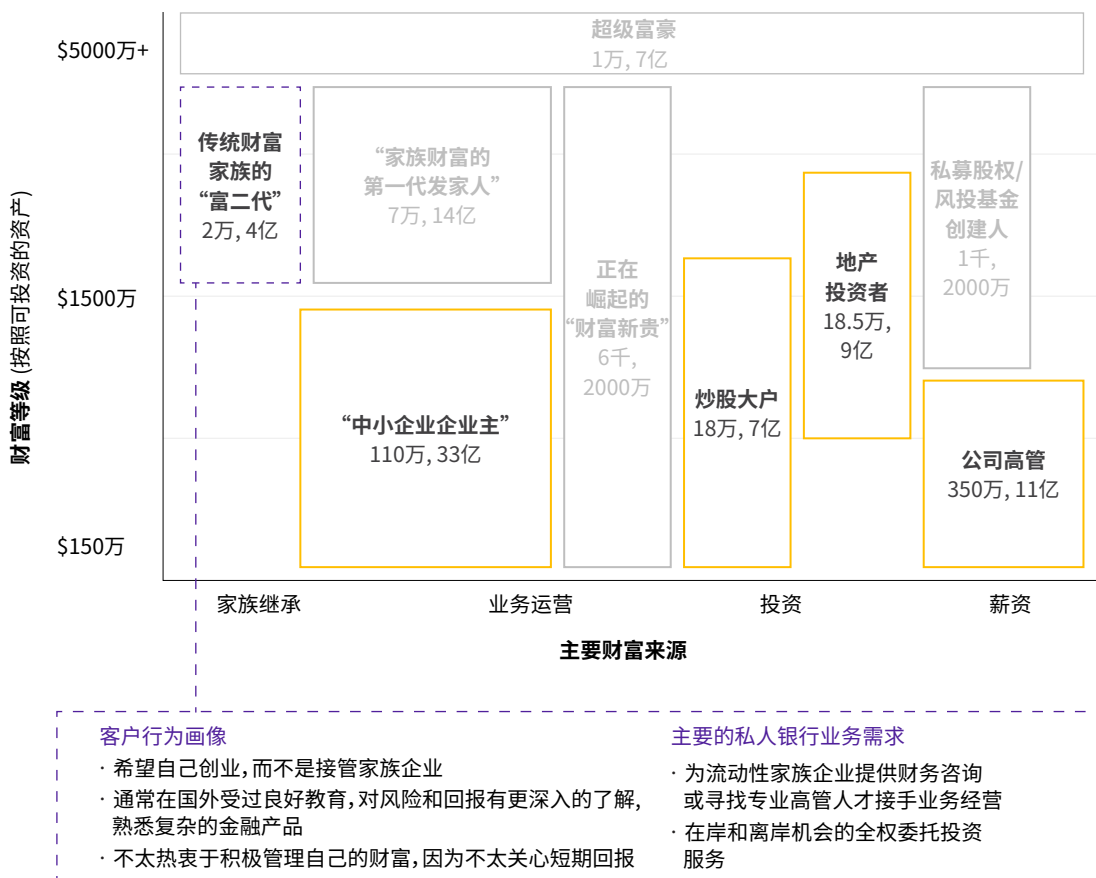 $5000万+
超级富豪
1万, 7亿
传统财富
家族的
“富二代”
2万, 4亿
“家族财富的
第一代发家人”
7万, 14亿
正在
崛起的
“财富新贵”
6千,
2000万
地产
投资者
18.5万,
9亿
私募股权/
风投基金
创建人
1千,
2000万
$1500万
“中小企业企业主”
110万, 33亿
炒股大户
18万, 7亿
公司高管
350万, 11亿
$150万
财富等级 (按照可投资的资产)
家族继承
业务运营
投资
薪资
主要财富来源
客户行为画像
· 希望自己创业,而不是接管家族企业
· 通常在国外受过良好教育,对风险和回报有更深入的了解,
熟悉复杂的金融产品
· 不太热衷于积极管理自己的财富,因为不太关心短期回报
主要的私人银行业务需求
· 为流动性家族企业提供财务咨询
或寻找专业高管人才接手业务经营
· 在岸和离岸机会的全权委托投资
服务